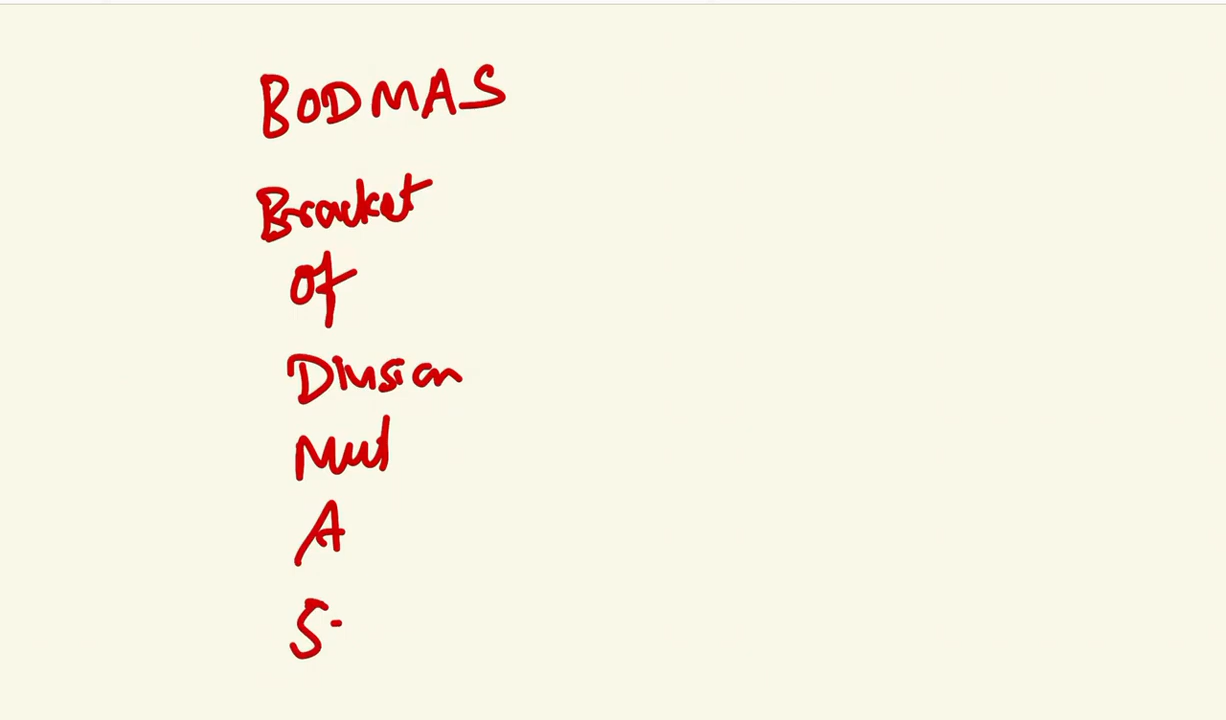 BODMAS
Bracket
Of
Division
Mul
A
S-